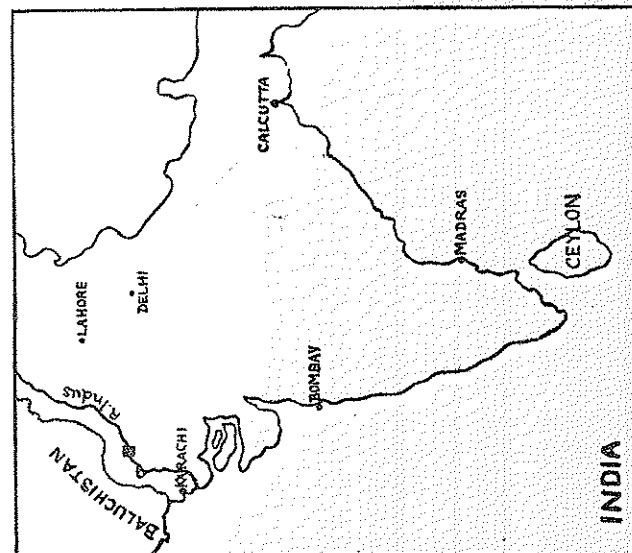 LAHORE
DELHI
R. Indus
BALUCHISTAN
KARACHI
CALCUTTA
BOMBAY
MADRAS
CEYLON
INDIA